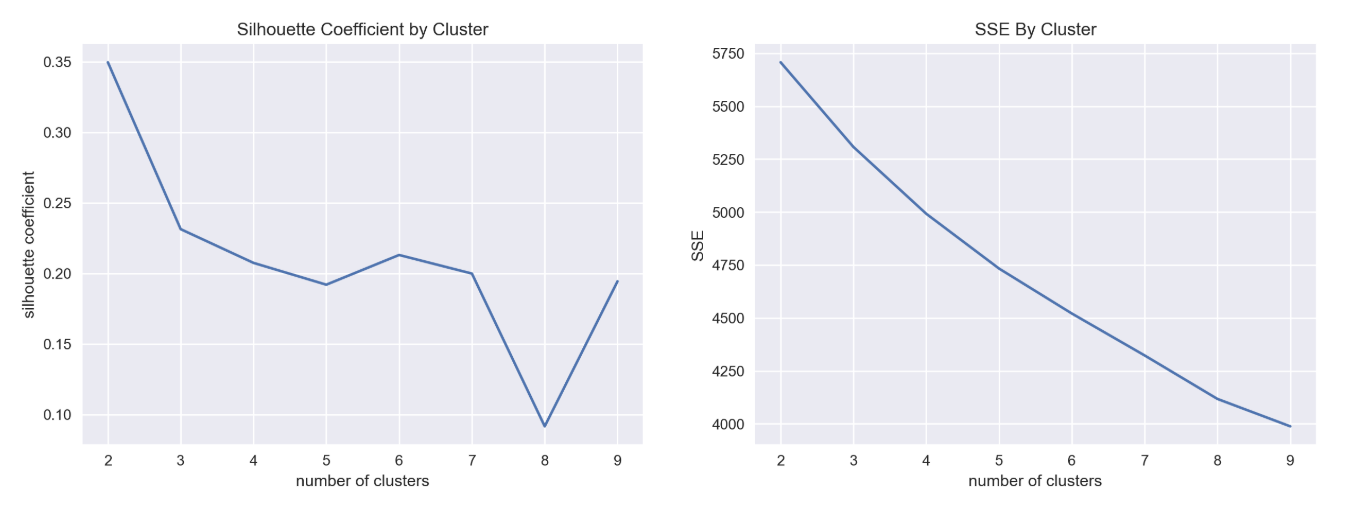 Silhouette Coefficient by Cluster
0.35
0.30
0.25
0.20
0.15
0.10
silhouette coefficient
2 3 4 5 6 7 8 9
number of clusters
SSE By Cluster
5750
5500
5250
5000
4750
4500
4250
4000
SSE
2 3 4 5 6 7 8 9
number of clusters